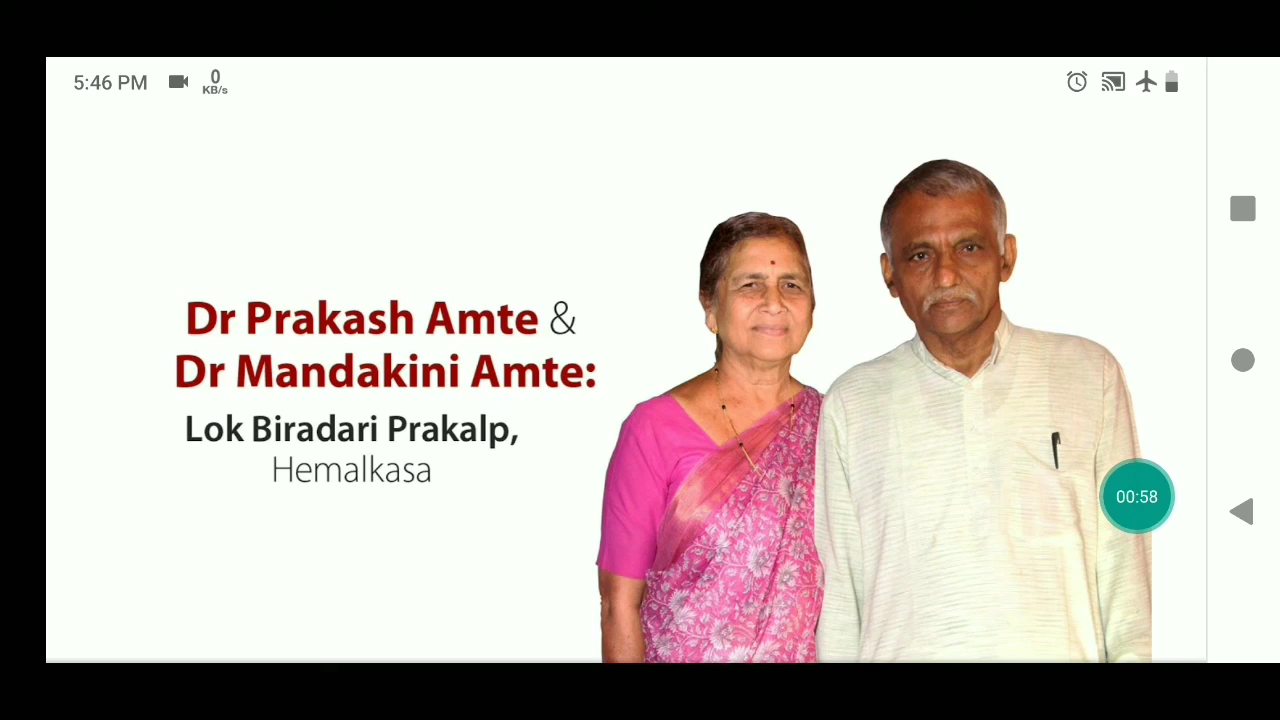 5:46 PM
0
KB/s
Dr Prakash Amte &
Dr Mandakini Amte:
Lok Biradari Prakalp,
Hemalkasa
00:58